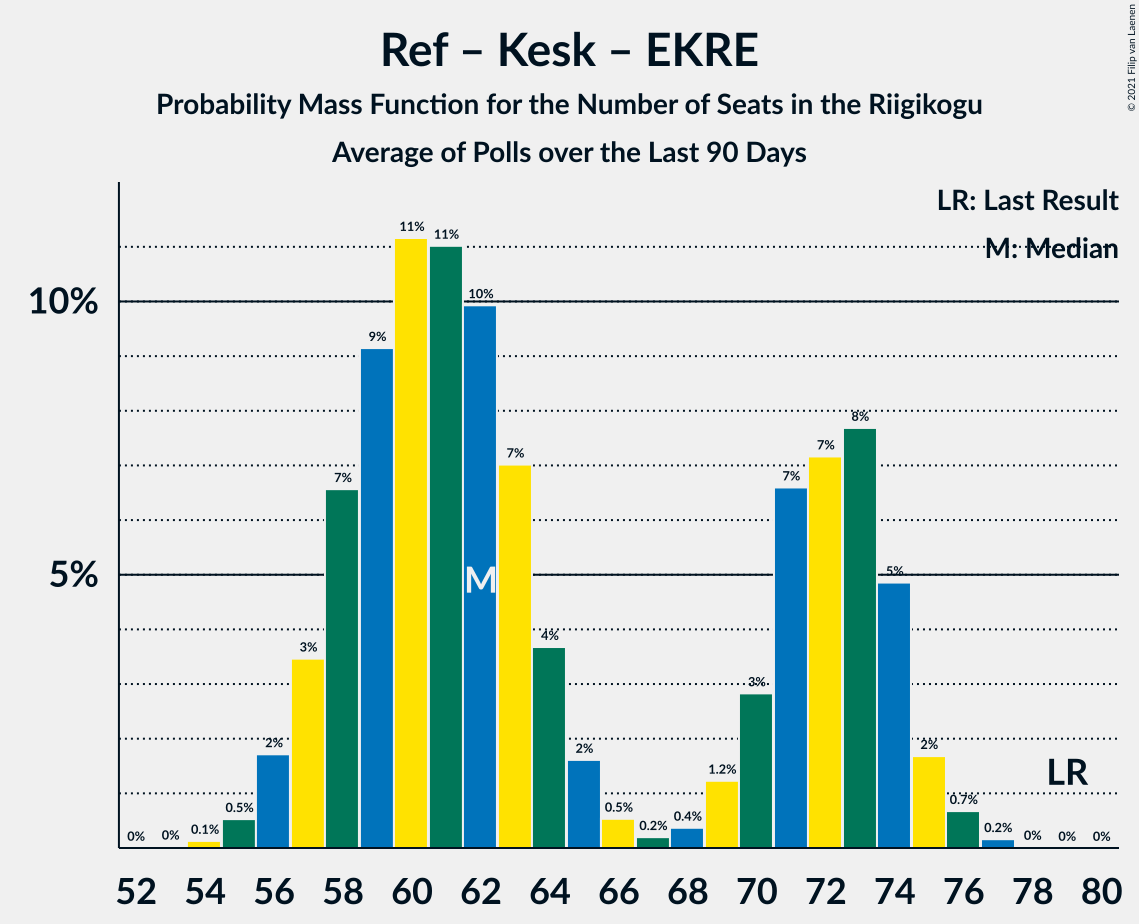 Ref – Kesk – EKRE
Probability Mass Function for the Number of Seats in the Riigikogu
Average of Polls over the Last 90 Days
© 2021 Filip van Laenen
LR: Last Result
M: Median
10%
5%
0% 0% 0.1% 0.5% 2% 3% 7% 9% 11% 11% 10% 7% 4% 2% 0.5% 0.2% 0.4% 1.2% 3% 7% 7% 8% 5% 2% 0.7% 0.2% 0% 0% 0%
M
LR
52 54 56 58 60 62 64 66 68 70 72 74 76 78 80